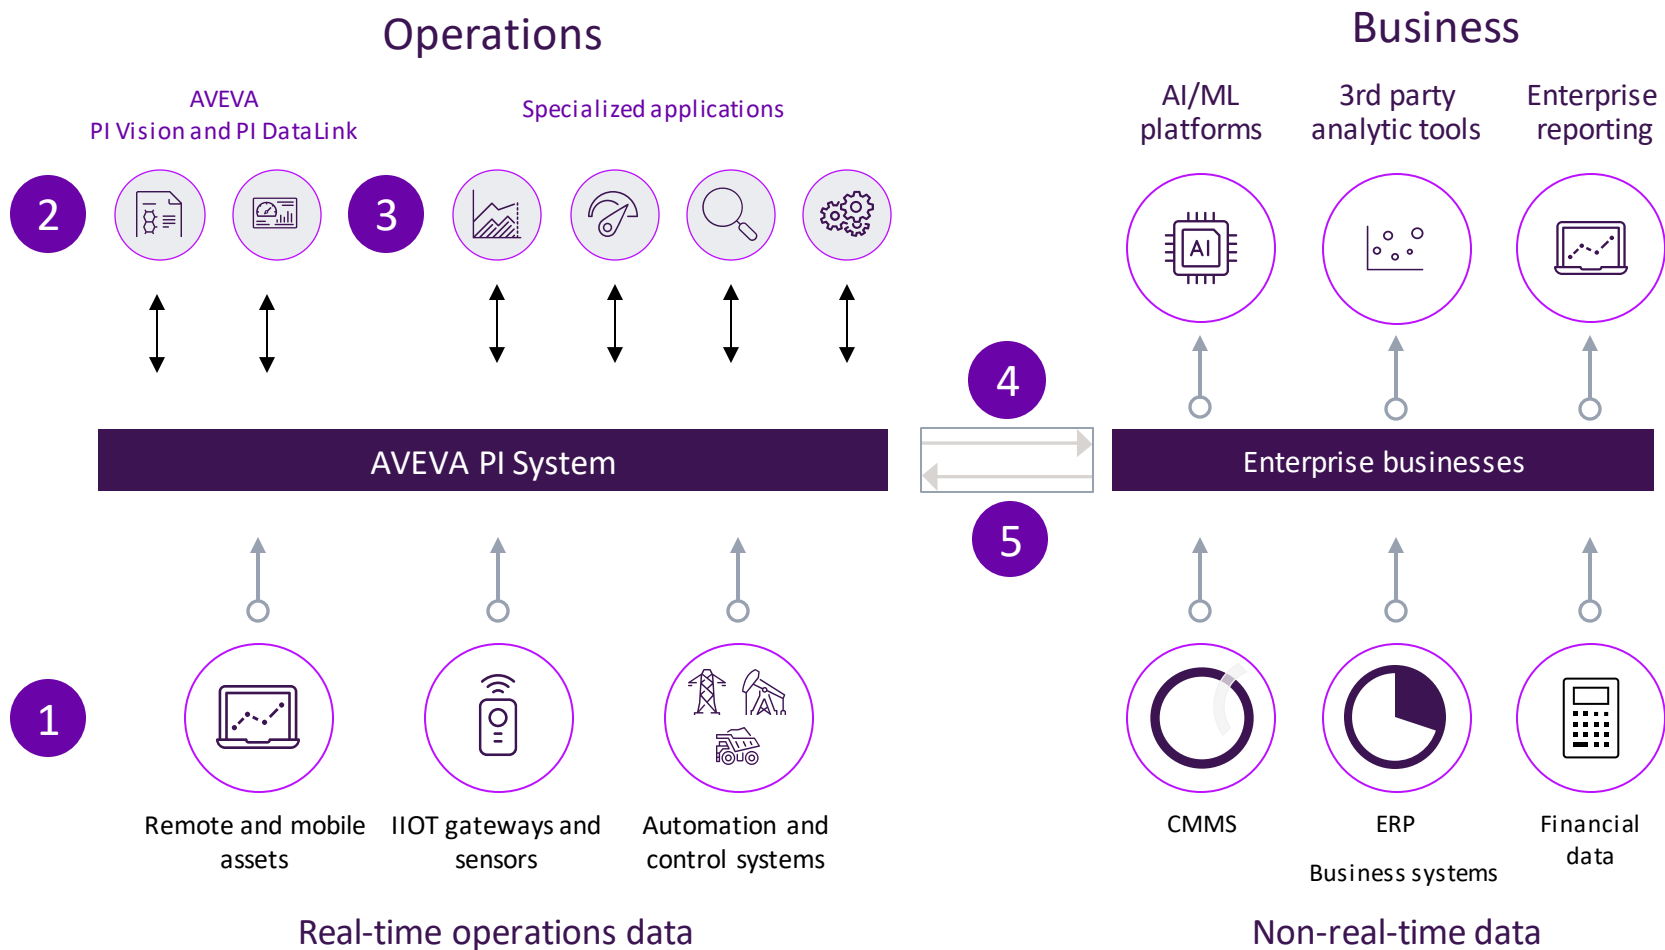 Operations
Business
AVEVA
PI Vision and PI DataLink
Specialized applications
AI/ML
platforms
3rd party
analytic tools
Enterprise
reporting
2
3
AI
4
AVEVA PI System
Enterprise businesses
5
1
Remote and mobile
assets
IIOT gateways and
sensors
Automation and
control systems
CMMS
ERP
Financial
data
Business systems
Real-time operations data
Non-real-time data